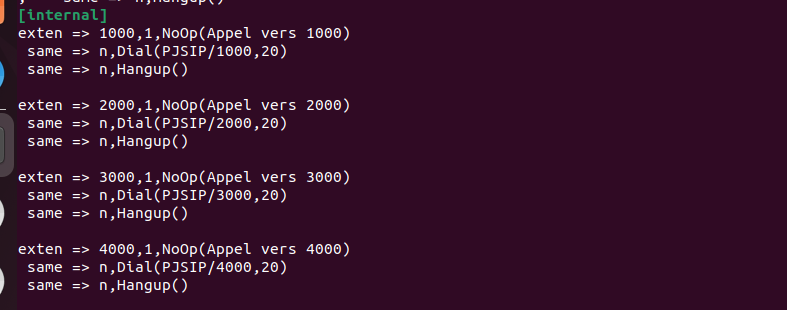 [internal]
exten => 1000,1,NoOp(Appel vers 1000)
 same => n,Dial(PJSIP/1000,20)
 same => n,Hangup()

exten => 2000,1,NoOp(Appel vers 2000)
 same => n,Dial(PJSIP/2000,20)
 same => n,Hangup()

exten => 3000,1,NoOp(Appel vers 3000)
 same => n,Dial(PJSIP/3000,20)
 same => n,Hangup()

exten => 4000,1,NoOp(Appel vers 4000)
 same => n,Dial(PJSIP/4000,20)
 same => n,Hangup()